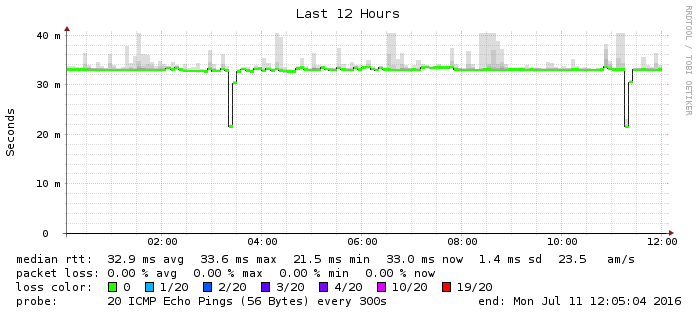 Last 12 Hours
RRDTOOL / TOBI OETIKER
Seconds
40 m
30 m
20 m
10 m
0
02:00 04:00 06:00 08:00 10:00 12:00
median rtt: 32.9 ms avg 33.6 ms max 21.5 ms min 33.0 ms now 1.4 ms sd 23.5 am/s
packet loss: 0.00 % avg 0.00 % max 0.00 % min 0.00 % now
loss color: 0 1/20 2/20 3/20 4/20 10/20 19/20
probe: 20 ICMP Echo Pings (56 Bytes) every 300s end: Mon Jul 11 12:05:04 2016